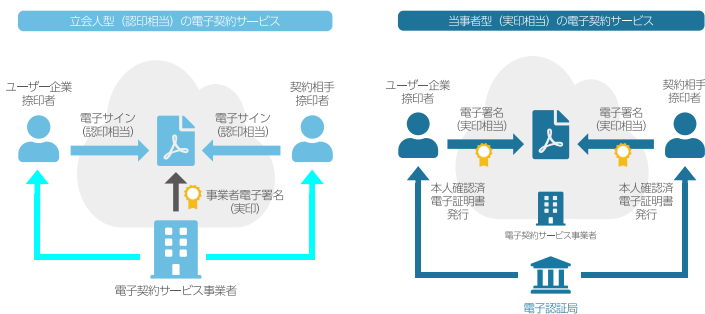 立会人型（認印相当）の電子契約サービス
ユーザー企業
捺印者
契約相手
捺印者
電子サイン
（認印相当）
電子サイン
（認印相当）
事業者電子署名
（実印）
電子契約サービス事業者
当事者型（実印相当）の電子契約サービス
ユーザー企業
捺印者
契約相手
捺印者
電子署名
（実印相当）
電子署名
（実印相当）
本人確認済
電子証明書
発行
本人確認済
電子証明書
発行
電子契約サービス事業者
電子認証局